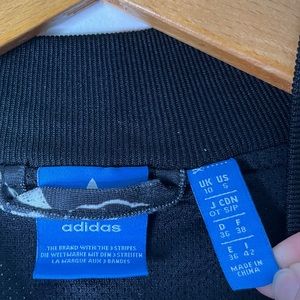 adidas
THE BRAND WITH THE 3 STRIPES
DIE WELTMARKE MIT DEN 3 STREIFEN
LA MARQUE AUX 3 BANDES
UK US
10 S
J CDN
OT S/P
D F
36 38
E I
36 42
MADE IN
CHINA